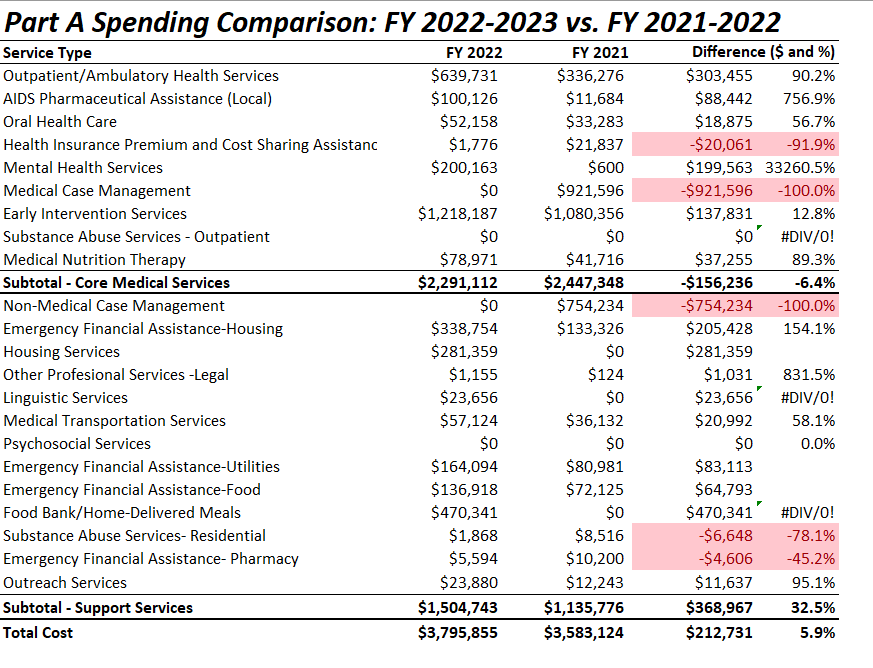 Part A Spending Comparison: FY 2022-2023 vs. FY 2021-2022
Service Type FY 2022 FY 2021 Difference ($ and %)
Outpatient/Ambulatory Health Services $639,731 $336,276 $303,455 90.2%
AIDS Pharmaceutical Assistance (Local) $100,126 $11,684 $88,442 756.9%
Oral Health Care $52,158 $33,283 $18,875 56.7%
Health Insurance Premium and Cost Sharing Assistanc $1,776 $21,837 -$20,061 -91.9%
Mental Health Services $200,163 $600 $199,563 33260.5%
Medical Case Management $0 $921,596 -$921,596 -100.0%
Early Intervention Services $1,218,187 $1,080,356 $137,831 12.8%
Substance Abuse Services - Outpatient $0 $0 $0 #DIV/0!
Medical Nutrition Therapy $78,971 $41,716 $37,255 89.3%
Subtotal - Core Medical Services $2,291,112 $2,447,348 -$156,236 -6.4%
Non-Medical Case Management $0 $754,234 -$754,234 -100.0%
Emergency Financial Assistance-Housing $338,754 $133,326 $205,428 154.1%
Housing Services $281,359 $0 $281,359
Other Profesional Services -Legal $1,155 $124 $1,031 831.5%
Linguistic Services $23,656 $0 $23,656 #DIV/0!
Medical Transportation Services $57,124 $36,132 $20,992 58.1%
Psychosocial Services $0 $0 $0 0.0%
Emergency Financial Assistance-Utilities $164,094 $80,981 $83,113
Emergency Financial Assistance-Food $136,918 $72,125 $64,793
Food Bank/Home-Delivered Meals $470,341 $0 $470,341 #DIV/0!
Substance Abuse Services- Residential $1,868 $8,516 -$6,648 -78.1%
Emergency Financial Assistance- Pharmacy $5,594 $10,200 -$4,606 -45.2%
Outreach Services $23,880 $12,243 $11,637 95.1%
Subtotal - Support Services $1,504,743 $1,135,776 $368,967 32.5%
Total Cost $3,795,855 $3,583,124 $212,731 5.9%